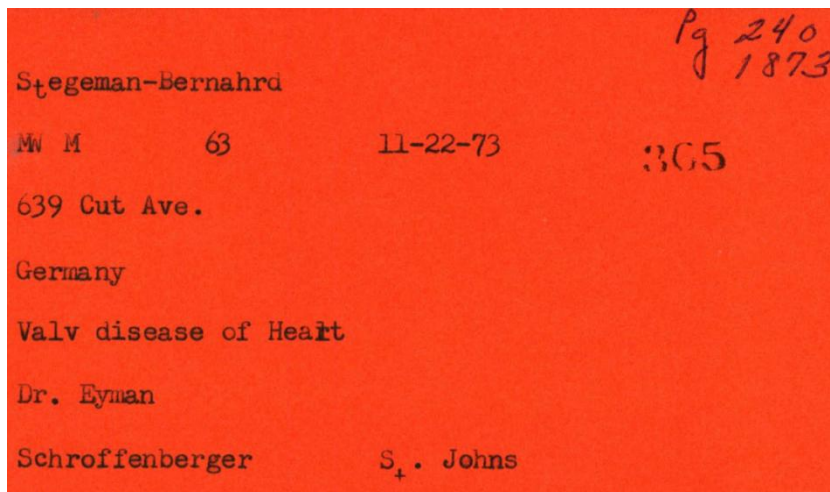 Pg 240
1873
Stegeman-Bernahrd
MW M 63 11-22-73 365
639 Cut Ave.
Germany
Valv disease of Heart
Dr. Eyman
Schroffenberger St. Johns